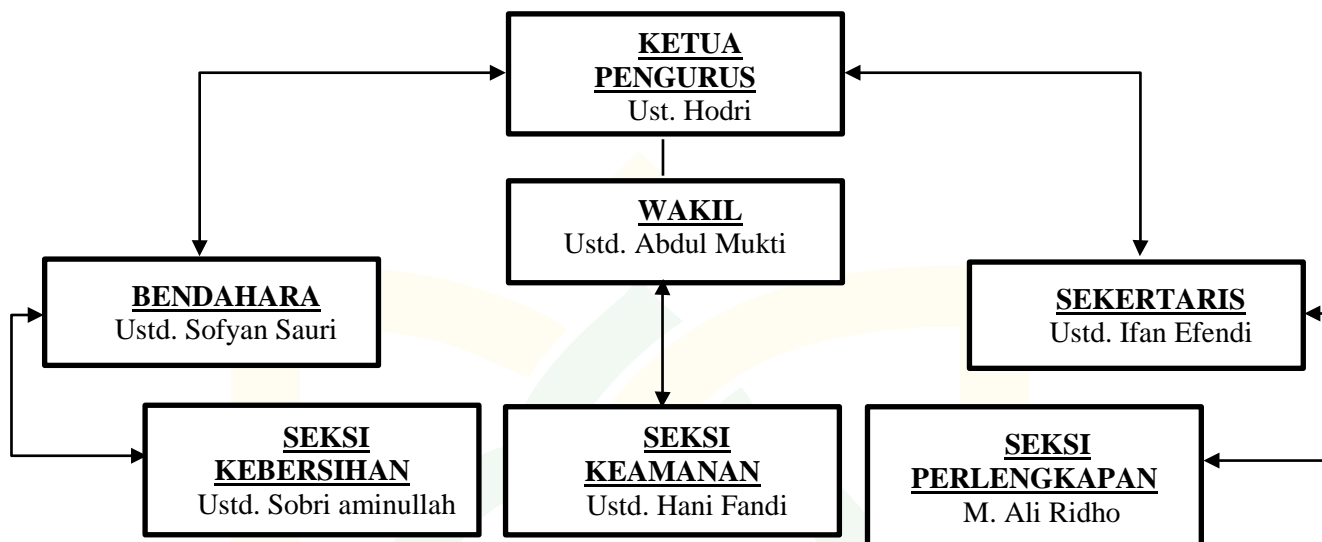 KETUA
PENGURUS
Ust. Hodri
WAKIL
Ustd. Abdul Mukti
BENDAHARA
Ustd. Sofyan Sauri
SEKERTARIS
Ustd. Ifan Efendi
SEKSI
KEBERSIHAN
Ustd. Sobri aminullah
SEKSI
KEAMANAN
Ustd. Hani Fandi
SEKSI
PERLENGKAPAN
M. Ali Ridho